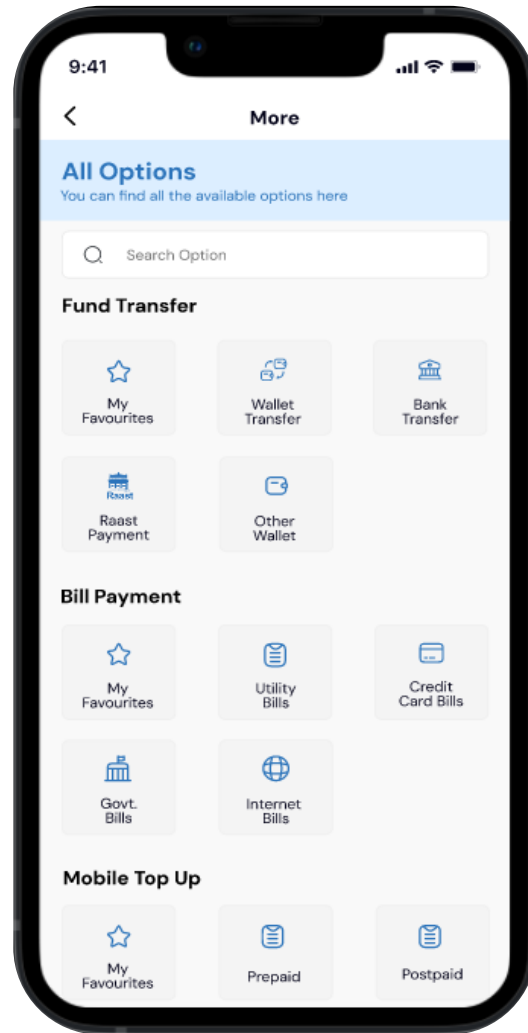 9:41
More
All Options
You can find all the available options here
Search Option
Fund Transfer
My
Favourites
Wallet
Transfer
Bank
Transfer
Raast
Raast
Payment
Other
Wallet
Bill Payment
My
Favourites
Utility
Bills
Credit
Card Bills
Govt.
Bills
Internet
Bills
Mobile Top Up
My
Favourites
Prepaid
Postpaid